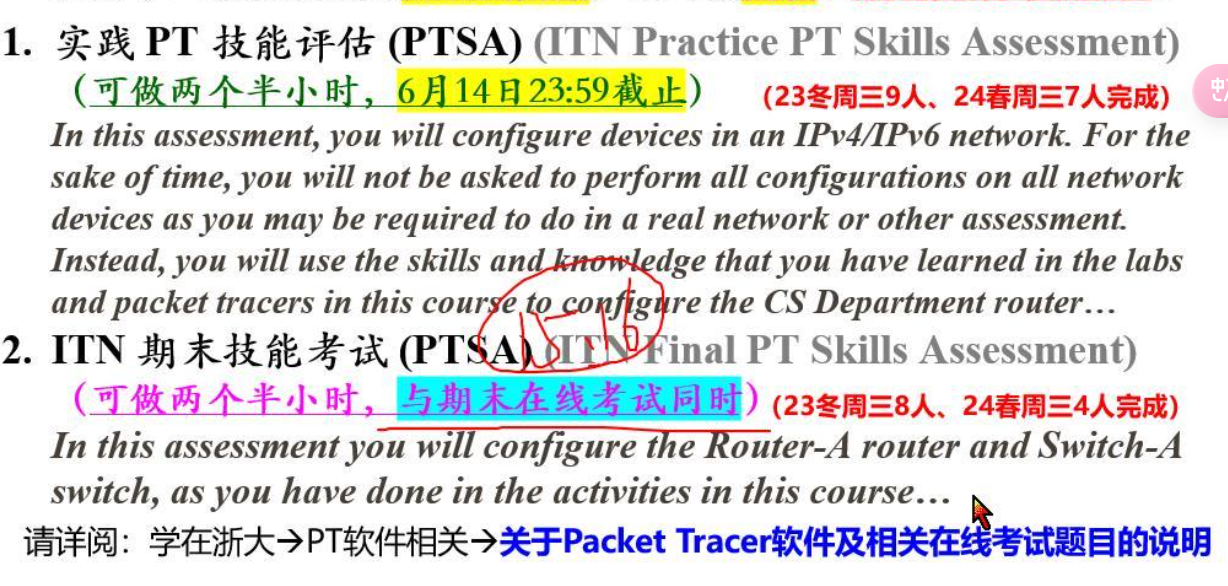 1. 实践 PT 技能评估 (PTSA) (ITN Practice PT Skills Assessment)
（可做两个半小时，6月14日23:59截止） （23冬周三9人、24春周三7人完成）
In this assessment, you will configure devices in an IPv4/IPv6 network. For the
sake of time, you will not be asked to perform all configurations on all network
devices as you may be required to do in a real network or other assessment.
Instead, you will use the skills and knowledge that you have learned in the labs
and packet tracers in this course to configure the CS Department router…
15-16
2. ITN 期末技能考试 (PTSA) (ITN Final PT Skills Assessment)
（可做两个半小时，与期末在线考试同时） （23冬周三8人、24春周三4人完成）
In this assessment you will configure the Router-A router and Switch-A
switch, as you have done in the activities in this course…
请详阅：学在浙大→PT软件相关→关于Packet Tracer软件及相关在线考试题目的说明